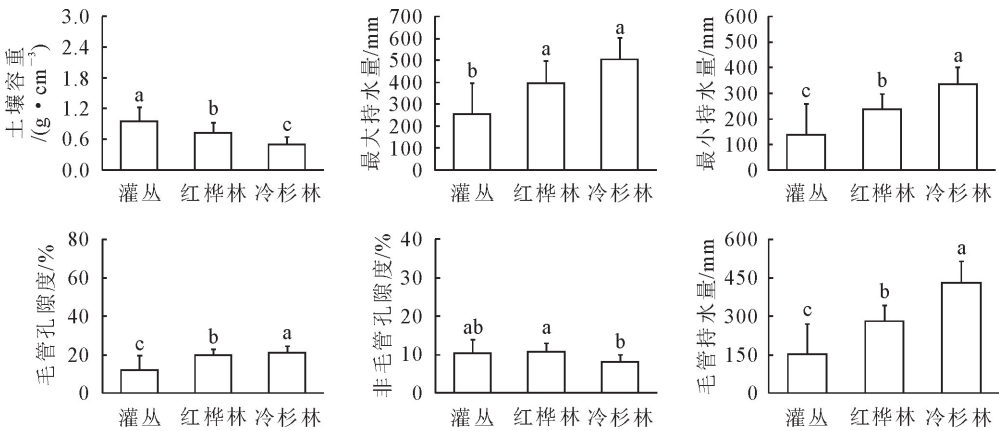 土壤容重
/(g·cm⁻³)
3.0
2.4
1.8
1.2
0.6
0.0
a
b
c
灌丛 红桦林 冷杉林
最大持水量/mm
700
600
500
400
300
200
100
0
b
a
a
灌丛 红桦林 冷杉林
最小持水量/mm
600
500
400
300
200
100
0
c
b
a
灌丛 红桦林 冷杉林
毛管孔隙度/%
80
60
40
20
0
c
b
a
灌丛 红桦林 冷杉林
非毛管孔隙度/%
40
30
20
10
0
ab
a
b
灌丛 红桦林 冷杉林
毛管持水量/mm
600
450
300
150
0
c
b
a
灌丛 红桦林 冷杉林